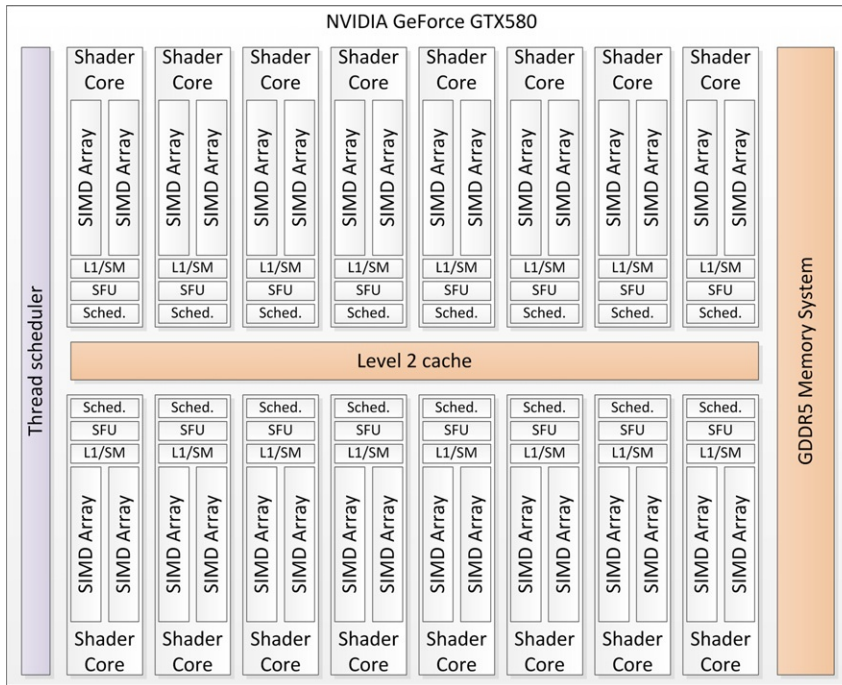 NVIDIA GeForce GTX580
Thread scheduler
Shader Core Shader Core Shader Core Shader Core Shader Core Shader Core Shader Core Shader Core
SIMD Array SIMD Array SIMD Array SIMD Array SIMD Array SIMD Array SIMD Array SIMD Array SIMD Array SIMD Array SIMD Array SIMD Array SIMD Array SIMD Array SIMD Array SIMD Array
L1/SM L1/SM L1/SM L1/SM L1/SM L1/SM L1/SM L1/SM
SFU SFU SFU SFU SFU SFU SFU SFU
Sched. Sched. Sched. Sched. Sched. Sched. Sched. Sched.
Level 2 cache
Sched. Sched. Sched. Sched. Sched. Sched. Sched. Sched.
SFU SFU SFU SFU SFU SFU SFU SFU
L1/SM L1/SM L1/SM L1/SM L1/SM L1/SM L1/SM L1/SM
SIMD Array SIMD Array SIMD Array SIMD Array SIMD Array SIMD Array SIMD Array SIMD Array SIMD Array SIMD Array SIMD Array SIMD Array SIMD Array SIMD Array SIMD Array SIMD Array
Shader Core Shader Core Shader Core Shader Core Shader Core Shader Core Shader Core Shader Core
GDDR5 Memory System